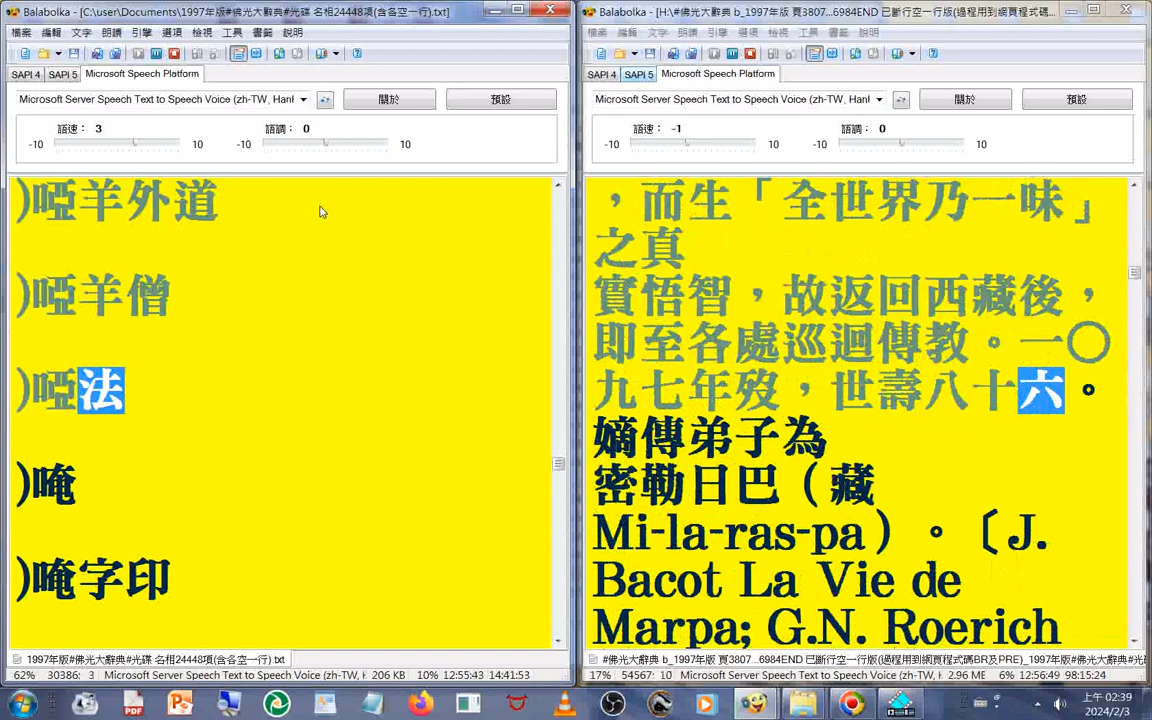 Balabolka - [C:\user\Documents\1997年版#佛光大辭典#光碟 名相24448項(含各空一行).txt]
檔案 編輯 文字 朗讀 引擎 選項 檢視 工具 書籤 說明
SAPI 4 SAPI 5 Microsoft Speech Platform
Microsoft Server Speech Text to Speech Voice (zh-TW, Hanl
關於 預設
語速： 3 語調： 0
-10 10 -10 10
)啞羊外道
)啞羊僧
)啞法
)唵
)唵字印
1997年版#佛光大辭典#光碟 名相24448項(含各空一行).txt
62% 30386: 3 Microsoft Server Speech Text to Speech Voice (zh-TW, H 206 KB 10% 12:55:43 14:41:53
Balabolka - [H:\#佛光大辭典 b_1997年版 頁3807...6984END 已斷行空一行版(過程用到網頁程式碼...
檔案 編輯 文字 朗讀 引擎 選項 檢視 工具 書籤 說明
SAPI 4 SAPI 5 Microsoft Speech Platform
Microsoft Server Speech Text to Speech Voice (zh-TW, Hanl
關於 預設
語速： -1 語調： 0
-10 10 -10 10
，而生「全世界乃一味」
之真
實悟智，故返回西藏後，
即至各處巡迴傳教。一〇
九七年歿，世壽八十六。
嫡傳弟子為
密勒日巴（藏
Mi-la-ras-pa）。〔J.
Bacot La Vie de
Marpa; G.N. Roerich
#佛光大辭典 b_1997年版 頁3807...6984END 已斷行空一行版(過程用到網頁程式碼BR及PRE)_1997年版#佛光
17% 54567: 10 Microsoft Server Speech Text to Speech Voice (zh-TW, H 2.96 ME 12:56:49 98:15:24
PDF
上午 02:39
2024/2/3